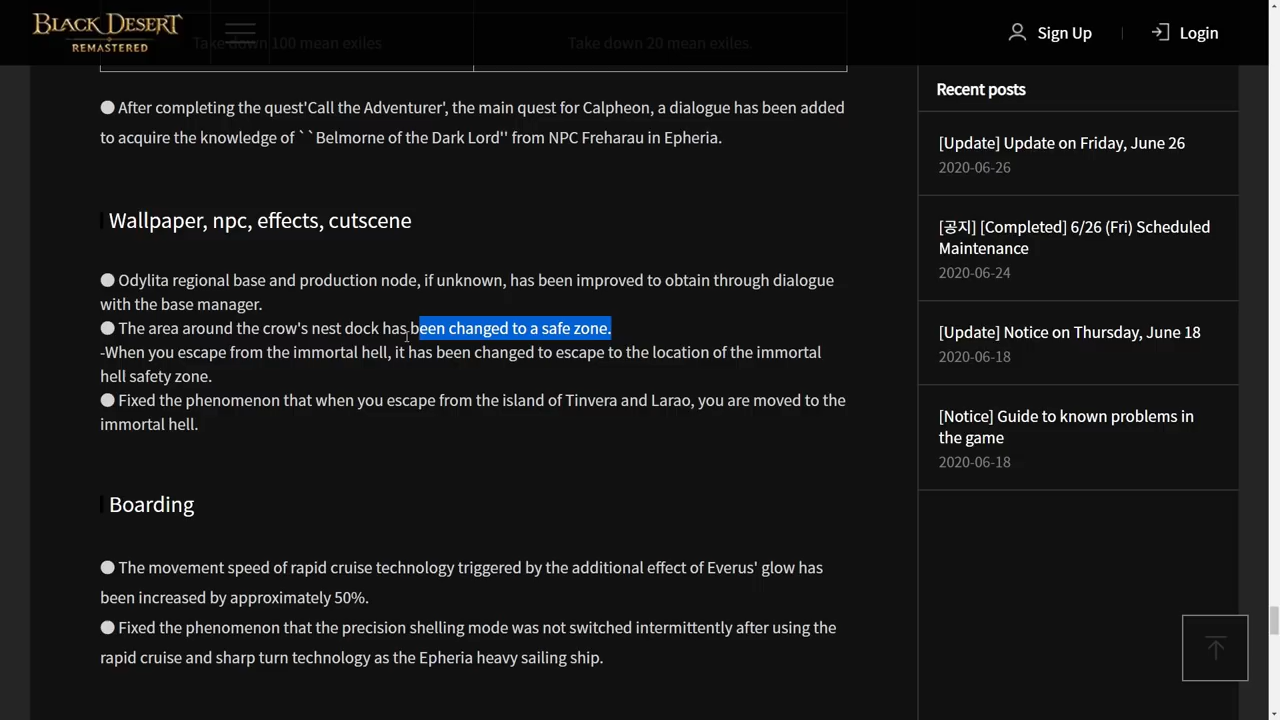 BLACK DESERT
REMASTERED
Sign Up
Login
Take down 100 mean exiles
Take down 20 mean exiles.
● After completing the quest'Call the Adventurer', the main quest for Calpheon, a dialogue has been added
to acquire the knowledge of ``Belmorne of the Dark Lord'' from NPC Freharau in Epheria.
Wallpaper, npc, effects, cutscene
● Odylita regional base and production node, if unknown, has been improved to obtain through dialogue
with the base manager.
● The area around the crow's nest dock has been changed to a safe zone.
-When you escape from the immortal hell, it has been changed to escape to the location of the immortal
hell safety zone.
● Fixed the phenomenon that when you escape from the island of Tinvera and Larao, you are moved to the
immortal hell.
Boarding
● The movement speed of rapid cruise technology triggered by the additional effect of Everus' glow has
been increased by approximately 50%.
● Fixed the phenomenon that the precision shelling mode was not switched intermittently after using the
rapid cruise and sharp turn technology as the Epheria heavy sailing ship.
Recent posts
[Update] Update on Friday, June 26
2020-06-26
[공지] [Completed] 6/26 (Fri) Scheduled
Maintenance
2020-06-24
[Update] Notice on Thursday, June 18
2020-06-18
[Notice] Guide to known problems in
the game
2020-06-18